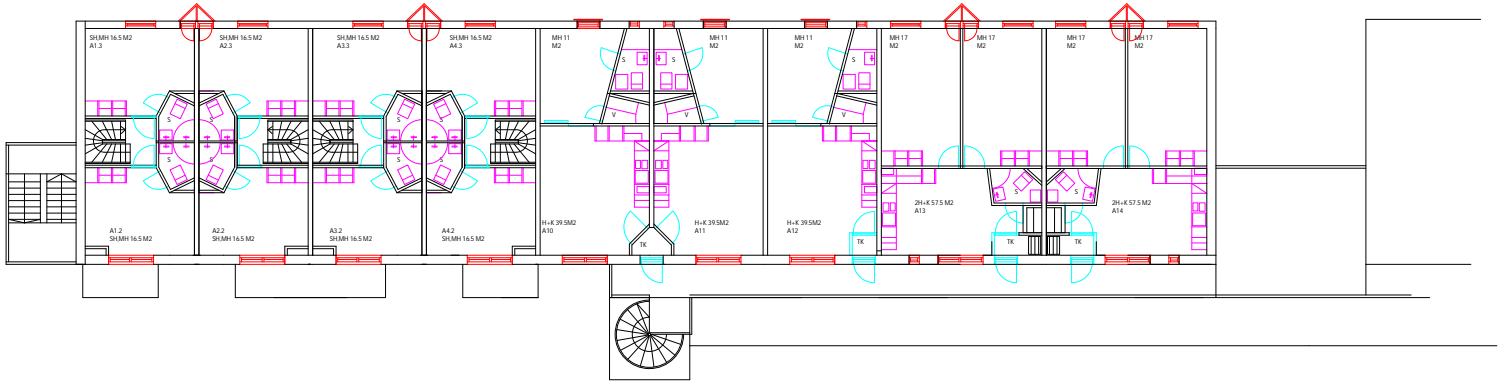 SH,MH 16.5 M2
A1.3
SH,MH 16.5 M2
A2.3
SH,MH 16.5 M2
A3.3
SH,MH 16.5 M2
A4.3
MH 11
M2
MH 11
M2
MH 11
M2
MH 17
M2
MH 17
M2
MH 17
M2
MH 17
M2
S
S
S
S
S
S
S
V
V
V
S
S
S
S
S
S
A1.2
SH,MH 16.5 M2
A2.2
SH,MH 16.5 M2
A3.2
SH,MH 16.5 M2
A4.2
SH,MH 16.5 M2
H+K 39.5M2
A10
H+K 39.5M2
A11
H+K 39.5M2
A12
2H+K 57.5 M2
A13
2H+K 57.5 M2
A14
TK
TK
TK
TK